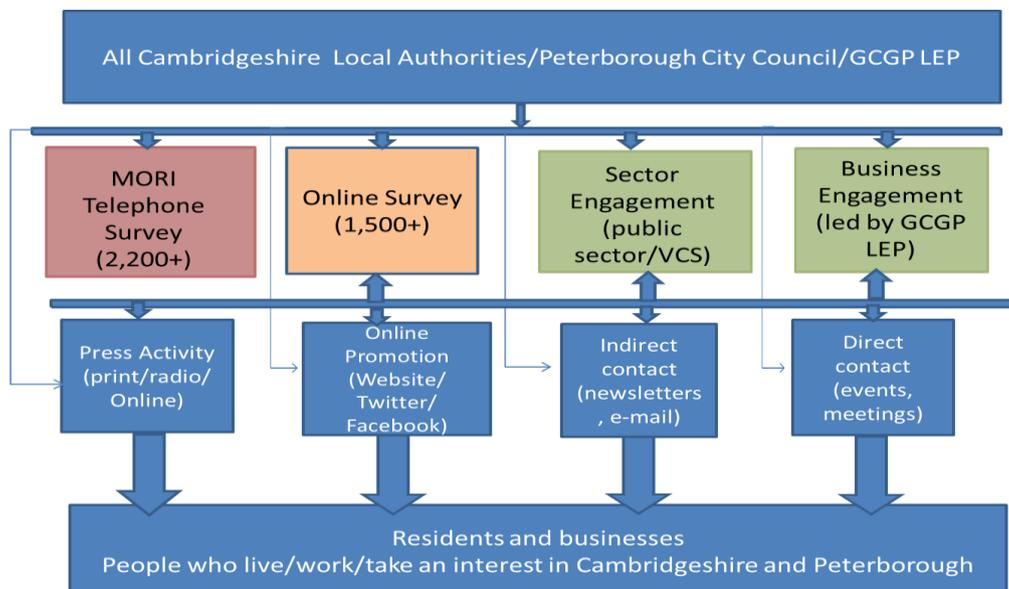 All Cambridgeshire Local Authorities/Peterborough City Council/GCGP LEP
MORI
Telephone
Survey
(2,200+)
Online Survey
(1,500+)
Sector
Engagement
(public
sector/VCS)
Business
Engagement
(led by GCGP
LEP)
Press Activity
(print/radio/
Online)
Online
Promotion
(Website/
Twitter/
Facebook)
Indirect
contact
(newsletters
, e-mail)
Direct
contact
(events,
meetings)
Residents and businesses
People who live/work/take an interest in Cambridgeshire and Peterborough